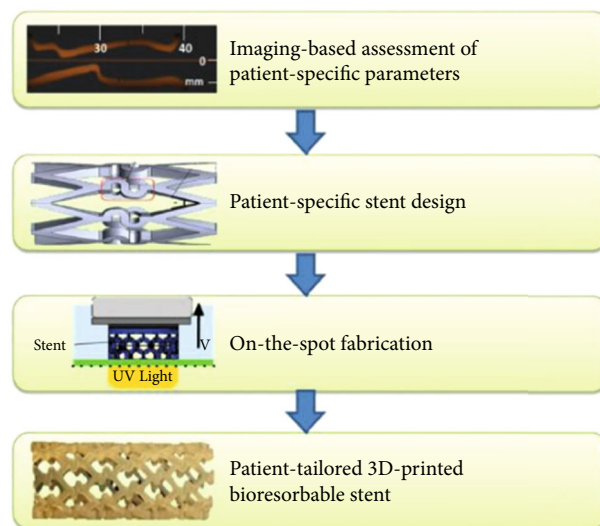 30
40
0
mm
Imaging-based assessment of
patient-specific parameters
Patient-specific stent design
Stent
V
UV Light
On-the-spot fabrication
Patient-tailored 3D-printed
bioresorbable stent